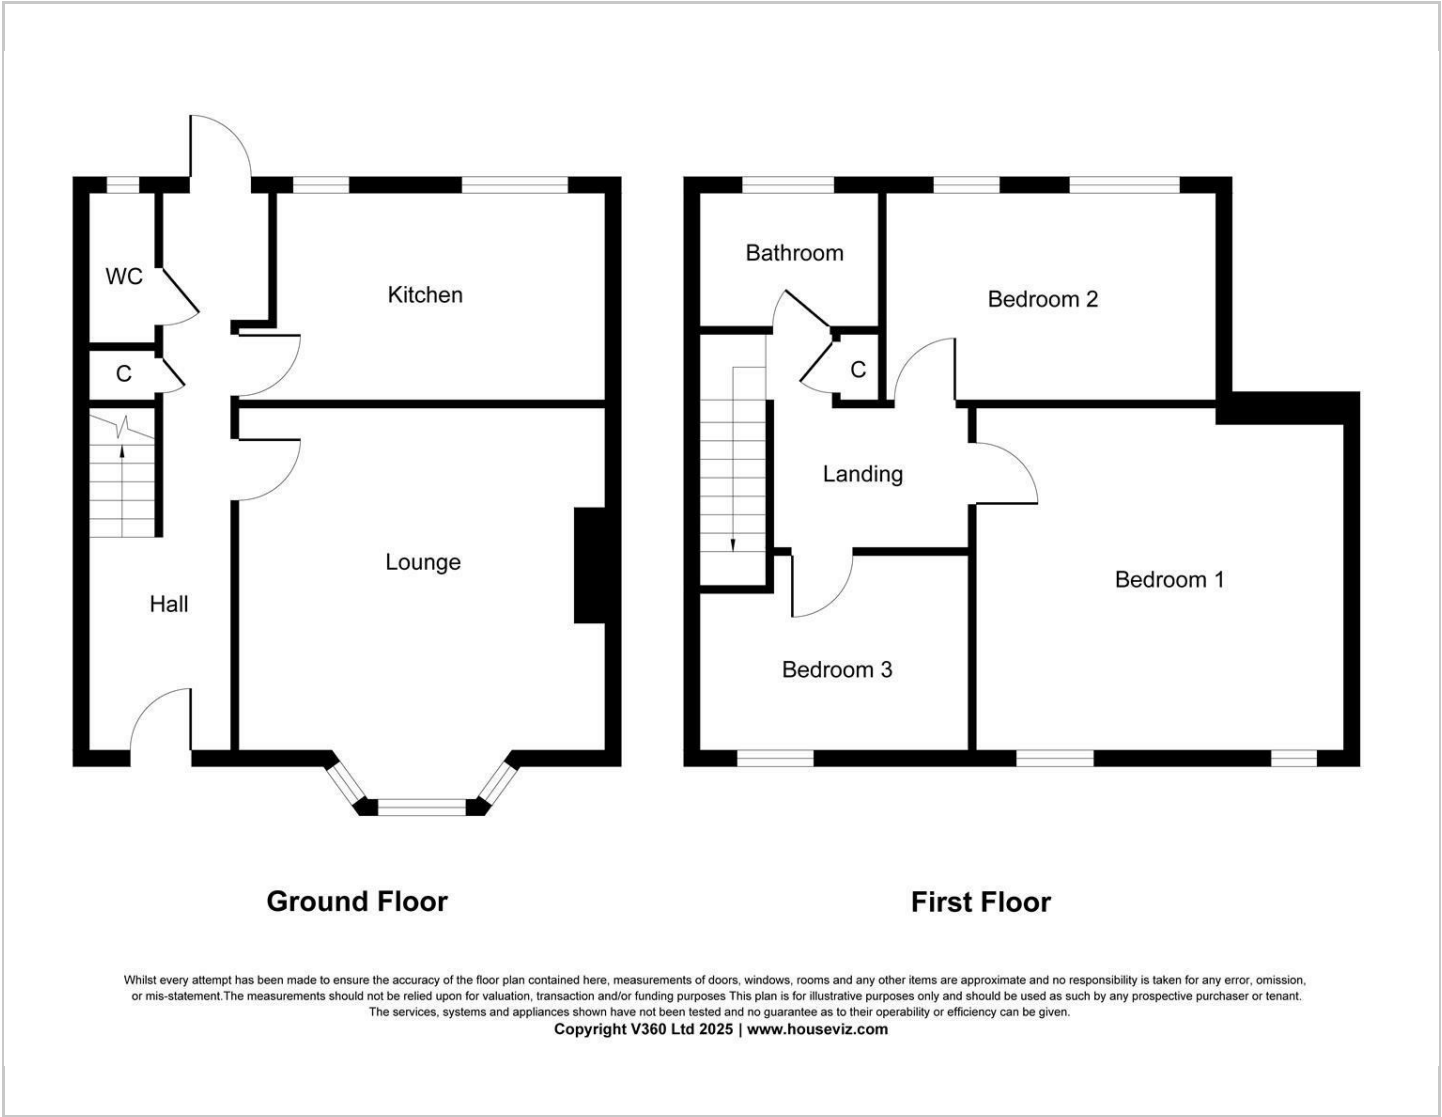 WC
Kitchen
C
Lounge
Hall
Bathroom
Bedroom 2
C
Landing
Bedroom 1
Bedroom 3
Ground Floor
First Floor
Whilst every attempt has been made to ensure the accuracy of the floor plan contained here, measurements of doors, windows, rooms and any other items are approximate and no responsibility is taken for any error, omission,
or mis-statement.The measurements should not be relied upon for valuation, transaction and/or funding purposes This plan is for illustrative purposes only and should be used as such by any prospective purchaser or tenant.
The services, systems and appliances shown have not been tested and no guarantee as to their operability or efficiency can be given.
Copyright V360 Ltd 2025 | www.houseviz.com